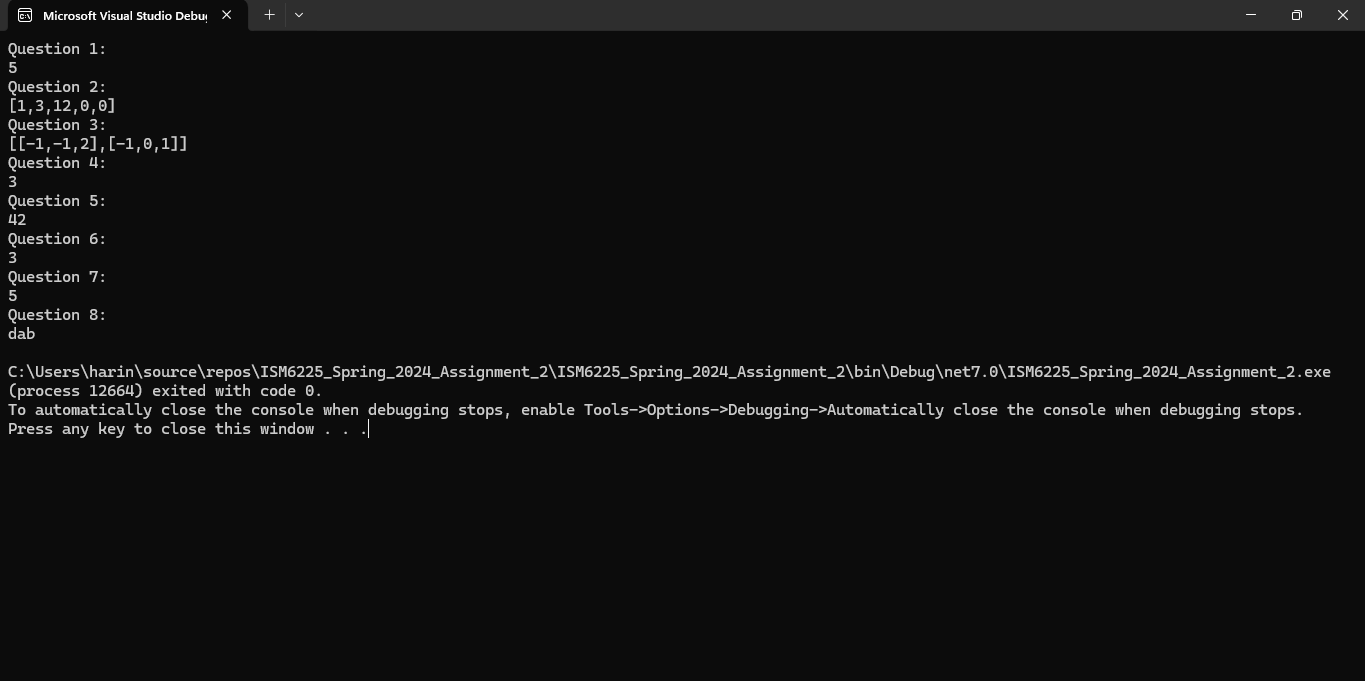 Microsoft Visual Studio Debu
Question 1:
5
Question 2:
[1,3,12,0,0]
Question 3:
[[-1,-1,2],[-1,0,1]]
Question 4:
3
Question 5:
42
Question 6:
3
Question 7:
5
Question 8:
dab
C:\Users\harin\source\repos\ISM6225_Spring_2024_Assignment_2\ISM6225_Spring_2024_Assignment_2\bin\Debug\net7.0\ISM6225_Spring_2024_Assignment_2.exe
(process 12664) exited with code 0.
To automatically close the console when debugging stops, enable Tools->Options->Debugging->Automatically close the console when debugging stops.
Press any key to close this window . . .